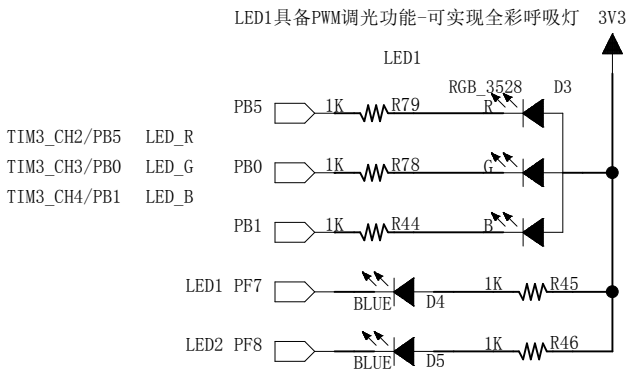 LED1具备PWM调光功能-可实现全彩呼吸灯 3V3
LED1
RGB_3528 D3
PB5 1K R79 R
TIM3_CH2/PB5 LED_R
TIM3_CH3/PB0 LED_G PB0 1K R78 G
TIM3_CH4/PB1 LED_B
PB1 1K R44 B
LED1 PF7 BLUE D4 1K R45
LED2 PF8 BLUE D5 1K R46